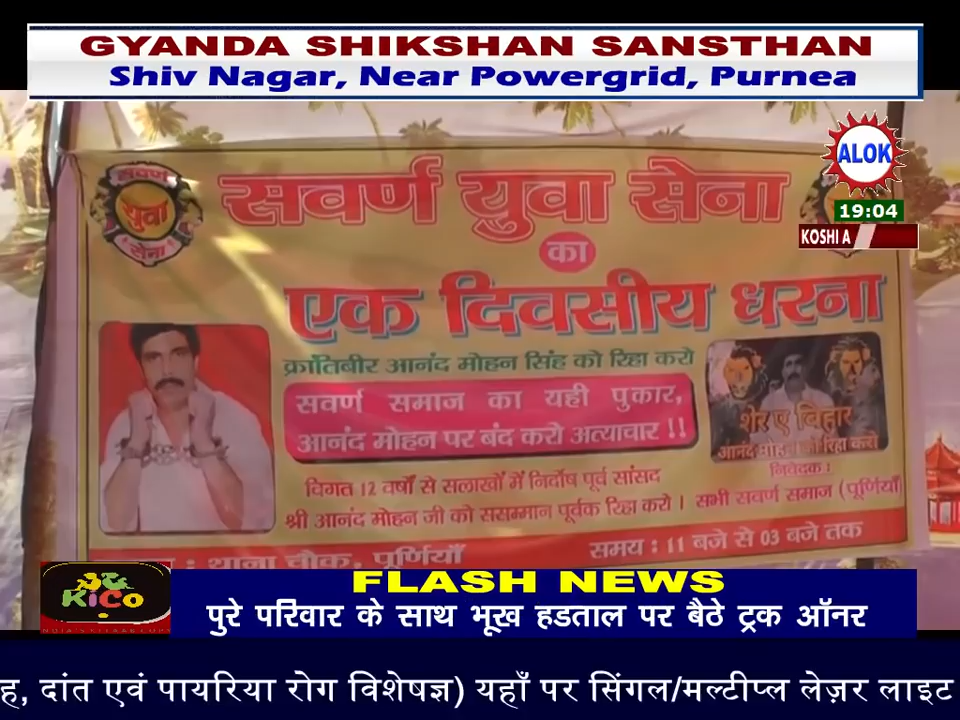 GYANDA SHIKSHAN SANSTHAN
Shiv Nagar, Near Powergrid, Purnea
ALOK
19:04
KOSHI A
सवर्ण
युवा
सेना
सवर्ण युवा सेना
का
एक दिवसीय धरना
क्रांतिबीर आनंद मोहन सिंह को रिहा करो
सवर्ण समाज का यही पुकार,
आनंद मोहन पर बंद करो अत्याचार !!
शेर ए बिहार
आनंद मोहन को रिहा करो
विगत 12 वर्षों से सलाखों में निर्दोष पूर्व सांसद
श्री आनंद मोहन जी को ससम्मान पूर्वक रिहा करो ।
निवेदक :
सभी सवर्ण समाज (पूर्णियाँ)
: थाना चौक, पूर्णियाँ
समय : 11 बजे से 03 बजे तक
KiCo
FLASH NEWS
पुरे परिवार के साथ भूख हडताल पर बैठे ट्रक ऑनर
ह, दांत एवं पायरिया रोग विशेषज्ञ) यहाँ पर सिंगल/मल्टीप्ल लेज़र लाइट